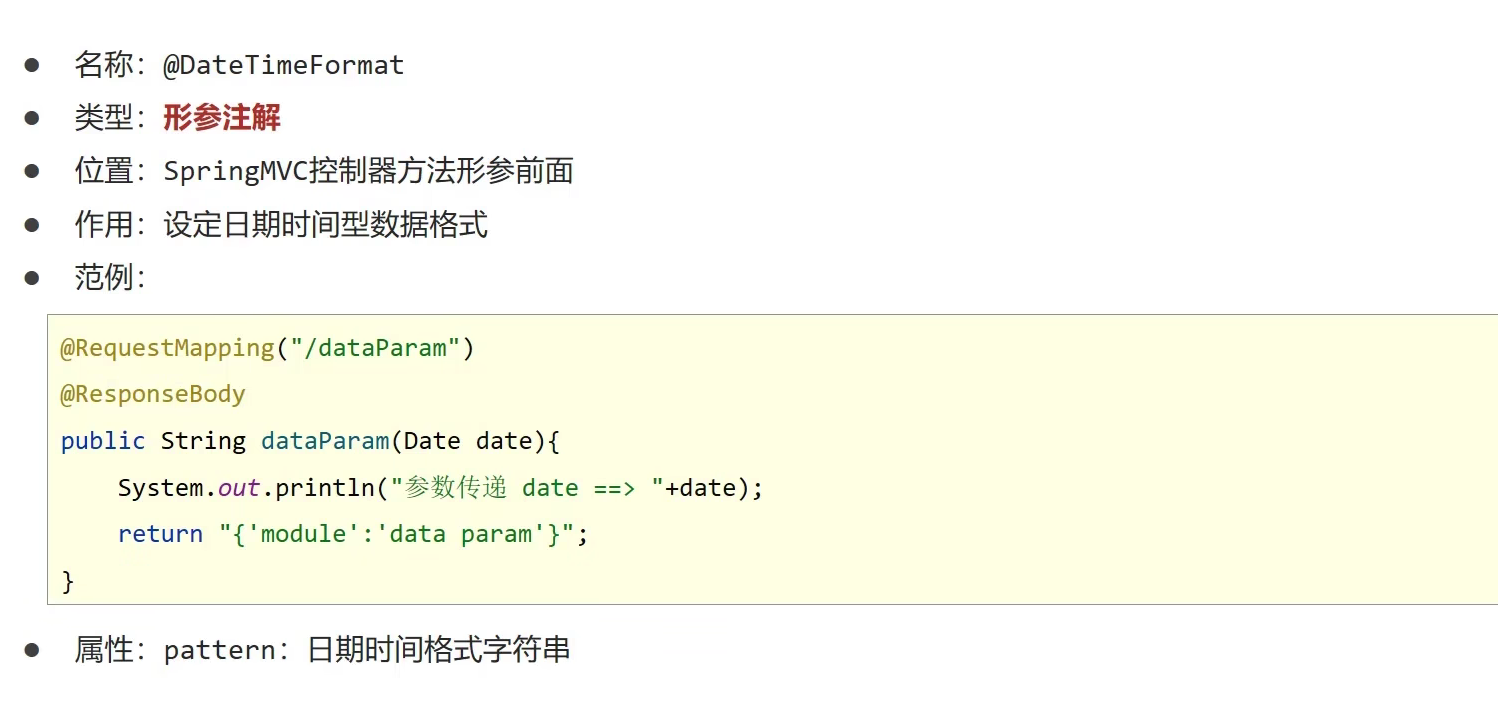 ● 名称：@DateTimeFormat
● 类型：形参注解
● 位置：SpringMVC控制器方法形参前面
● 作用：设定日期时间型数据格式
● 范例：
@RequestMapping("/dataParam")
@ResponseBody
public String dataParam(Date date){
    System.out.println("参数传递 date ==> "+date);
    return "{'module':'data param'}";
}
● 属性：pattern：日期时间格式字符串